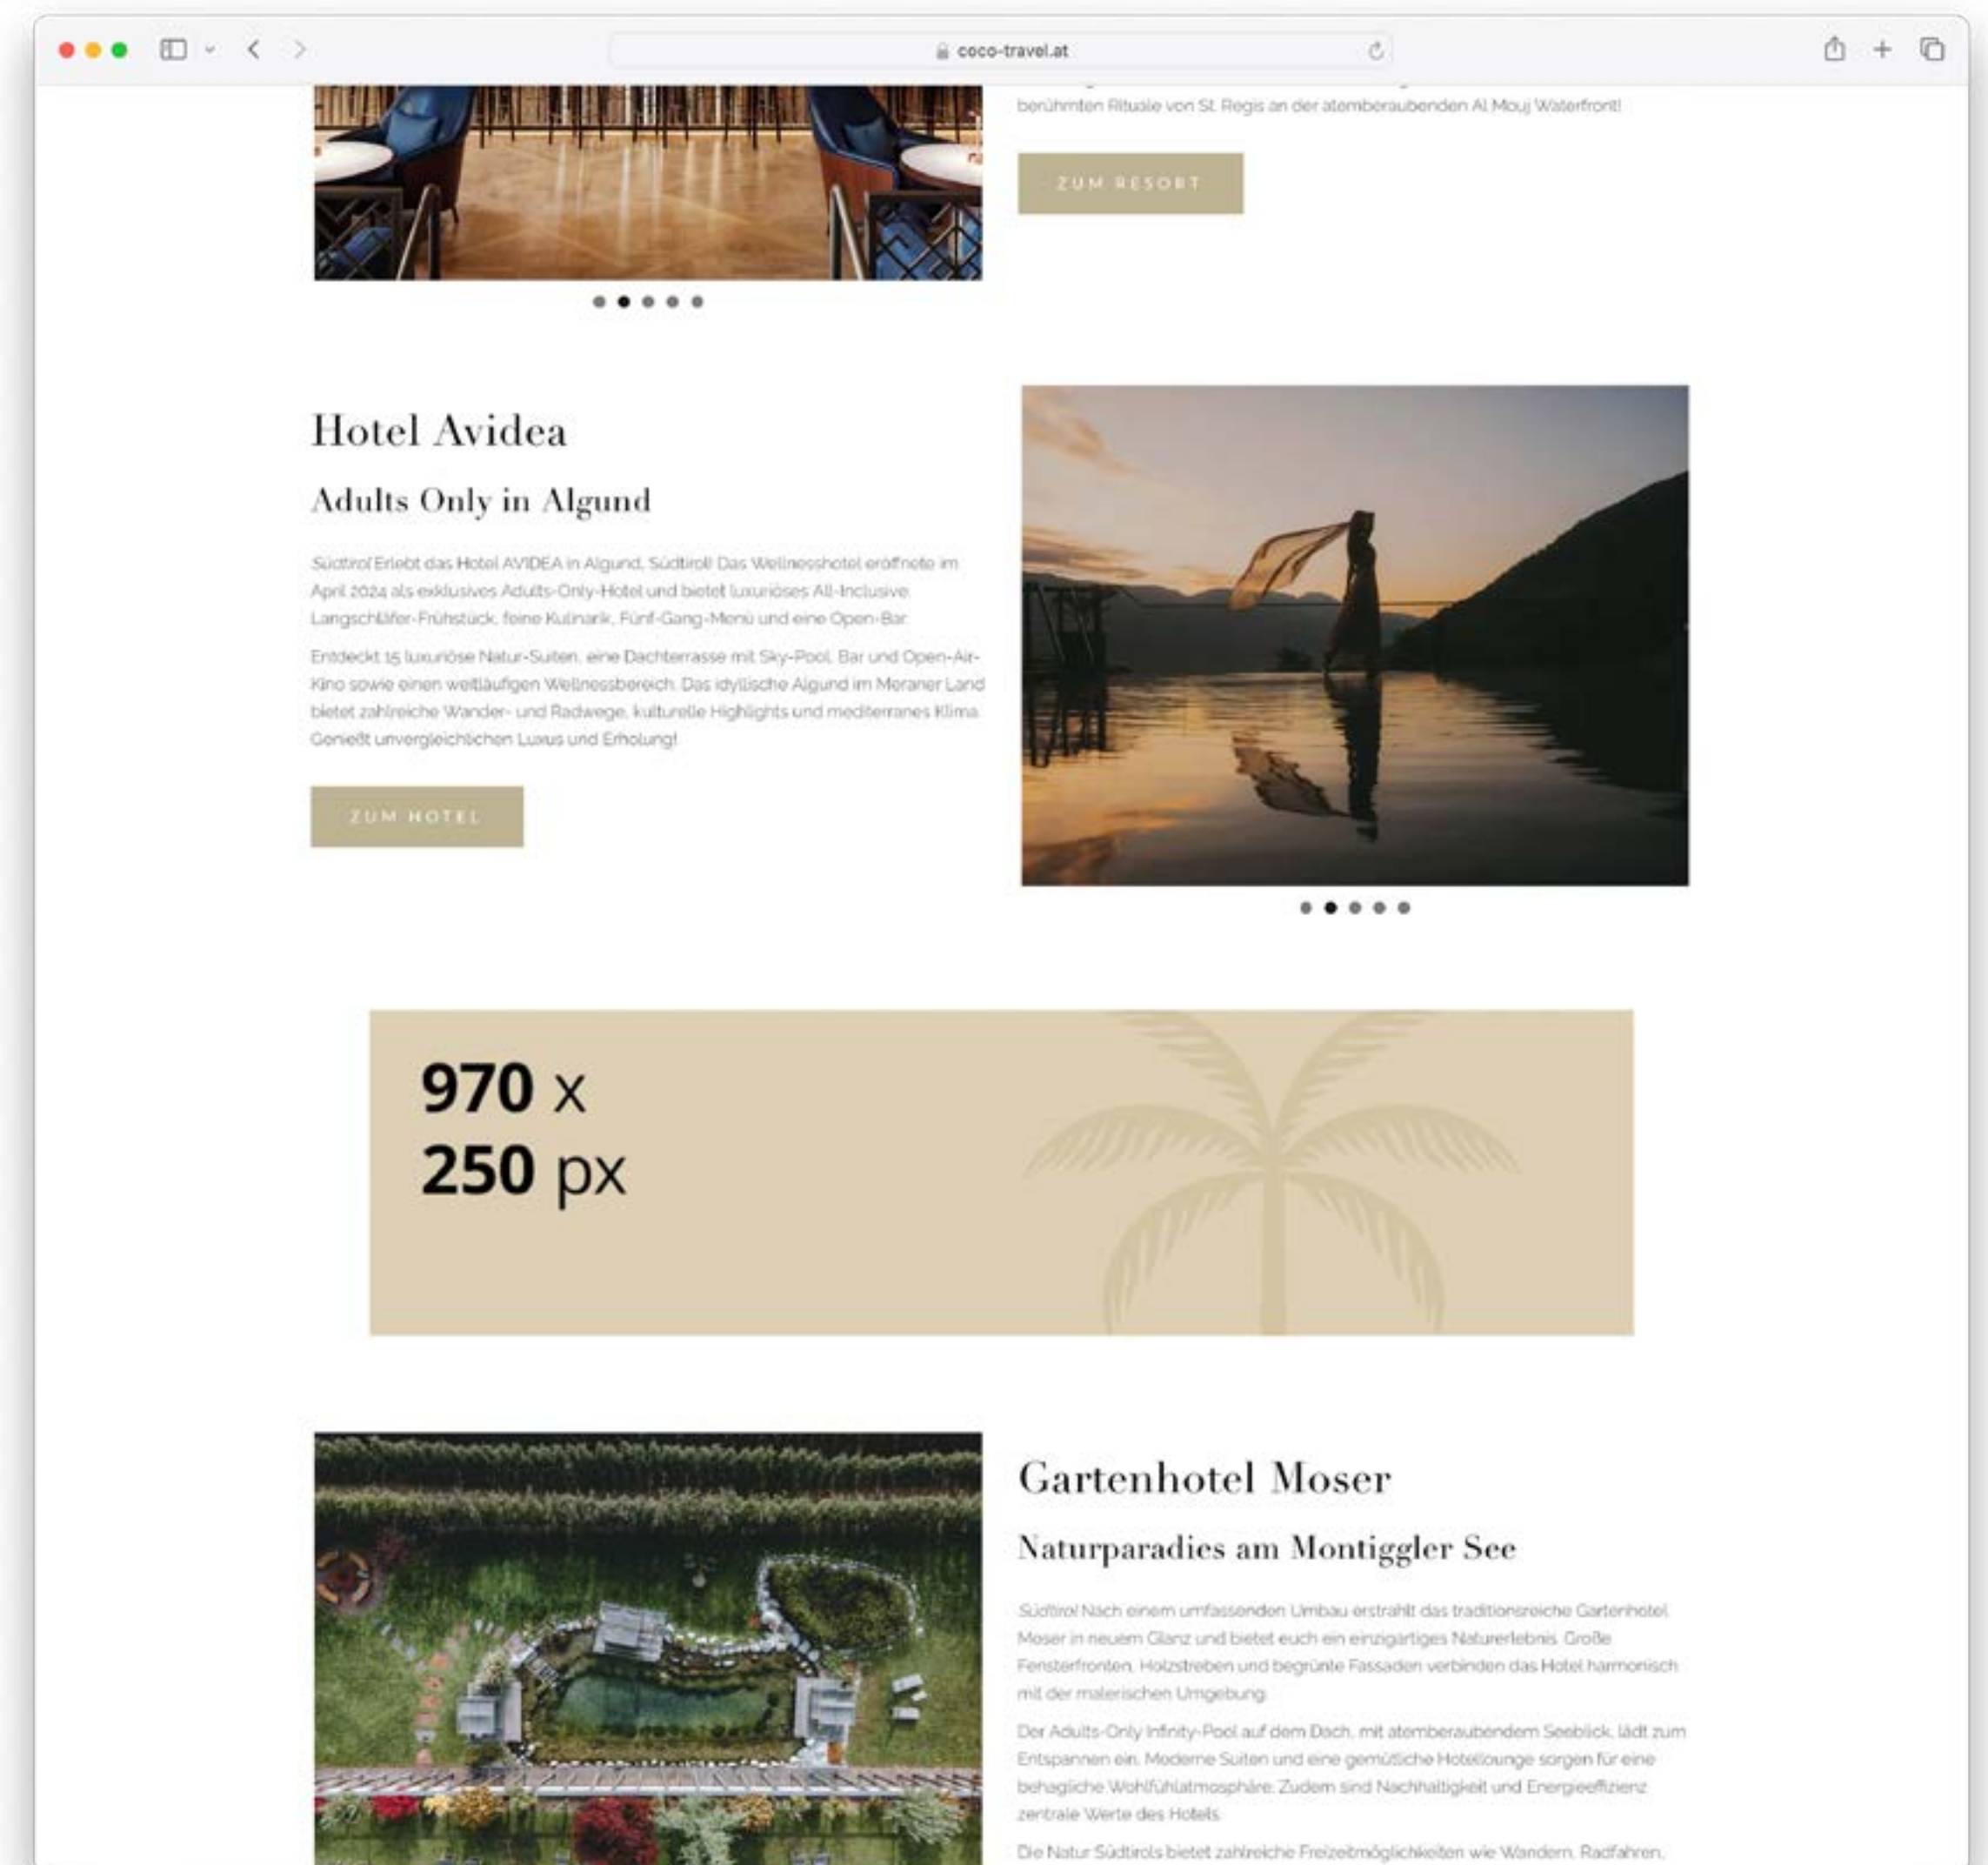 coco-travel.at
berühmten Rituale von St. Regis an der atemberaubenden Al Mouj Waterfront!
ZUM RESORT
Hotel Avidea
Adults Only in Algund
Südtirol Erlebt das Hotel AVIDEA in Algund, Südtirol! Das Wellnesshotel eröffnete im
April 2024 als exklusives Adults-Only-Hotel und bietet luxuriöses All-Inclusive:
Langschläfer-Frühstück, feine Kulinarik, Fünf-Gang-Menü und eine Open-Bar.
Entdeckt 15 luxuriöse Natur-Suiten, eine Dachterrasse mit Sky-Pool, Bar und Open-Air-
Kino sowie einen weitläufigen Wellnessbereich. Das idyllische Algund im Meraner Land
bietet zahlreiche Wander- und Radwege, kulturelle Highlights und mediterranes Klima.
Genießt unvergleichlichen Luxus und Erholung!
ZUM HOTEL
970 x
250 px
Gartenhotel Moser
Naturparadies am Montiggler See
Südtirol Nach einem umfassenden Umbau erstrahlt das traditionsreiche Gartenhotel
Moser in neuem Glanz und bietet euch ein einzigartiges Naturerlebnis. Große
Fensterfronten, Holzstreben und begrünte Fassaden verbinden das Hotel harmonisch
mit der malerischen Umgebung.
Der Adults-Only Infinity-Pool auf dem Dach, mit atemberaubendem Seeblick, lädt zum
Entspannen ein. Moderne Suiten und eine gemütliche Hotellounge sorgen für eine
behagliche Wohlfühlatmosphäre. Zudem sind Nachhaltigkeit und Energieeffizienz
zentrale Werte des Hotels.
Die Natur Südtirols bietet zahlreiche Freizeitmöglichkeiten wie Wandern, Radfahren,